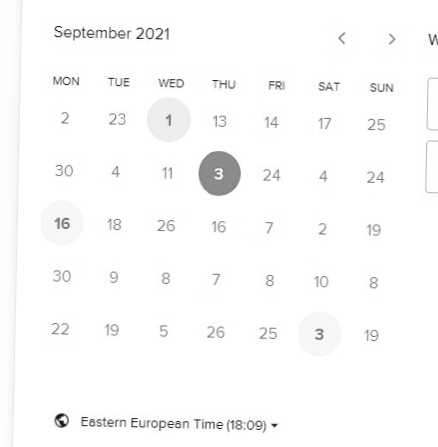 September 2021
W
MON TUE WED THU FRI SAT SUN
2 23 1 13 14 17 25
30 4 11 3 24 4 24
16 18 26 16 7 2 19
30 9 8 7 8 10 8
22 19 5 26 25 3 19
Eastern European Time (18:09)